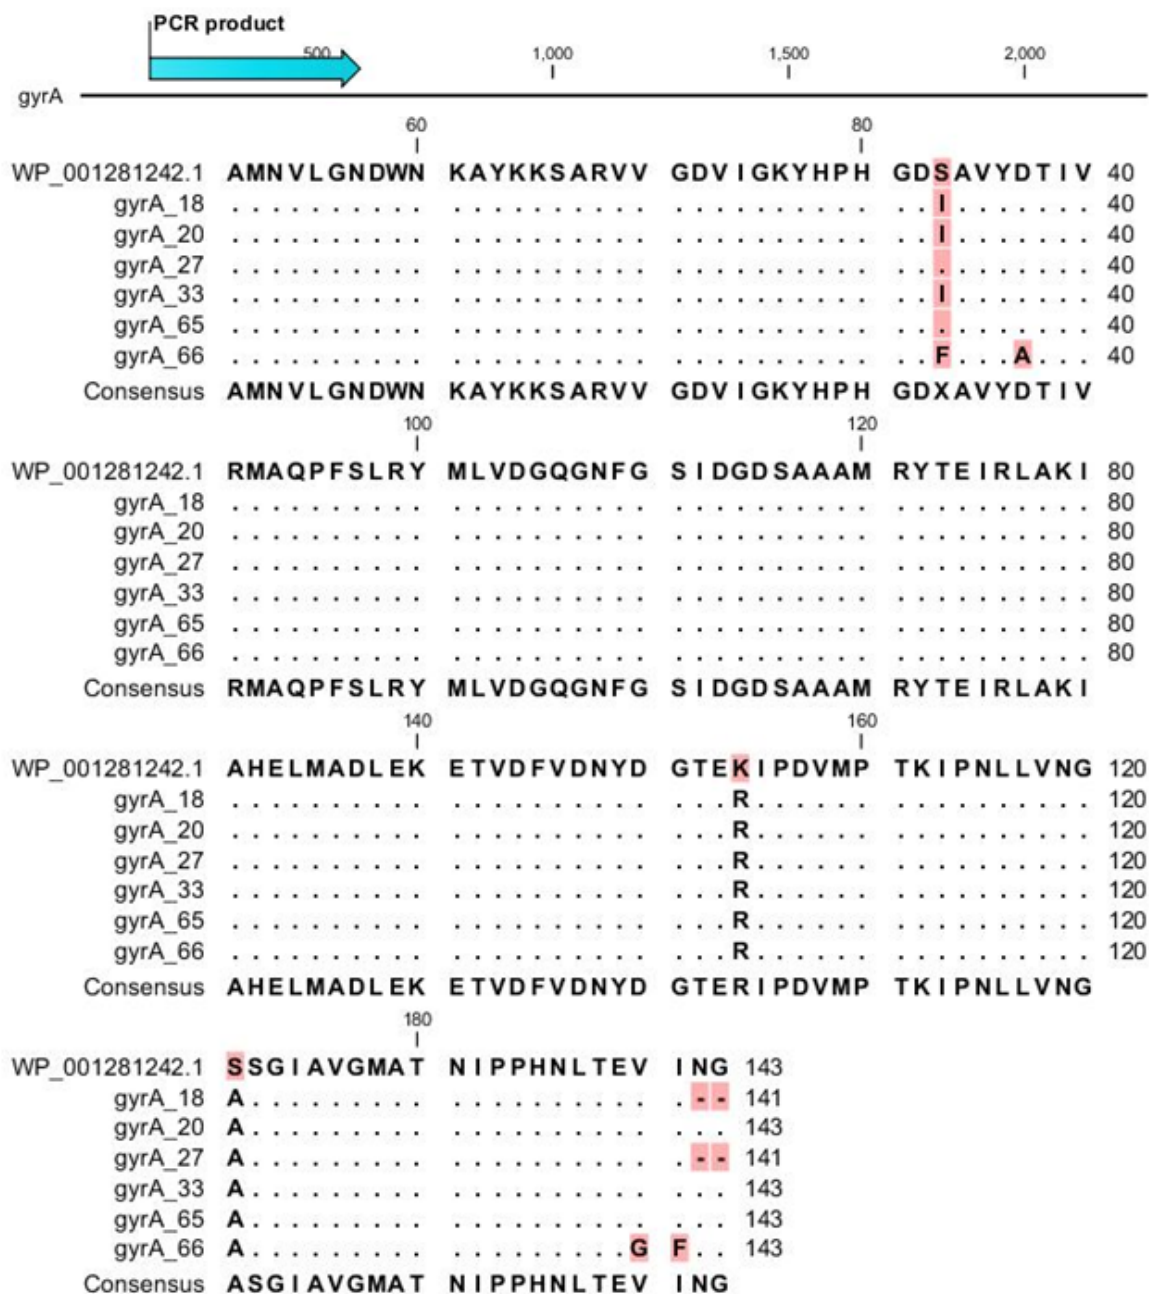 PCR product
500 1,000 1,500 2,000
gyrA
60 80
WP_001281242.1 AMNVLGNDWN KAYKKSARVV GDVIGKYHPH GDSAVYDTIV 40
gyrA_18 .......... .......... .......... ..I....... 40
gyrA_20 .......... .......... .......... ..I....... 40
gyrA_27 .......... .......... .......... .......... 40
gyrA_33 .......... .......... .......... ..I....... 40
gyrA_65 .......... .......... .......... .......... 40
gyrA_66 .......... .......... .......... ..F...A... 40
Consensus AMNVLGNDWN KAYKKSARVV GDVIGKYHPH GDXAVYDTIV
100 120
WP_001281242.1 RMAQPFSLRY MLVDGQGNFG SIDGDSAAAM RYTEIRLAKI 80
gyrA_18 .......... .......... .......... .......... 80
gyrA_20 .......... .......... .......... .......... 80
gyrA_27 .......... .......... .......... .......... 80
gyrA_33 .......... .......... .......... .......... 80
gyrA_65 .......... .......... .......... .......... 80
gyrA_66 .......... .......... .......... .......... 80
Consensus RMAQPFSLRY MLVDGQGNFG SIDGDSAAAM RYTEIRLAKI
140 160
WP_001281242.1 AHELMADLEK ETVDFVDNYD GTEKIPDVMP TKIPNLLVNG 120
gyrA_18 .......... .......... ...R...... .......... 120
gyrA_20 .......... .......... ...R...... .......... 120
gyrA_27 .......... .......... ...R...... .......... 120
gyrA_33 .......... .......... ...R...... .......... 120
gyrA_65 .......... .......... ...R...... .......... 120
gyrA_66 .......... .......... ...R...... .......... 120
Consensus AHELMADLEK ETVDFVDNYD GTERIPDVMP TKIPNLLVNG
180
WP_001281242.1 SSGIAVGMAT NIPPHNLTEV ING 143
gyrA_18 A......... .......... .-- 141
gyrA_20 A......... .......... ... 143
gyrA_27 A......... .......... .-- 141
gyrA_33 A......... .......... ... 143
gyrA_65 A......... .......... ... 143
gyrA_66 A......... .........G F.. 143
Consensus ASGIAVGMAT NIPPHNLTEV ING